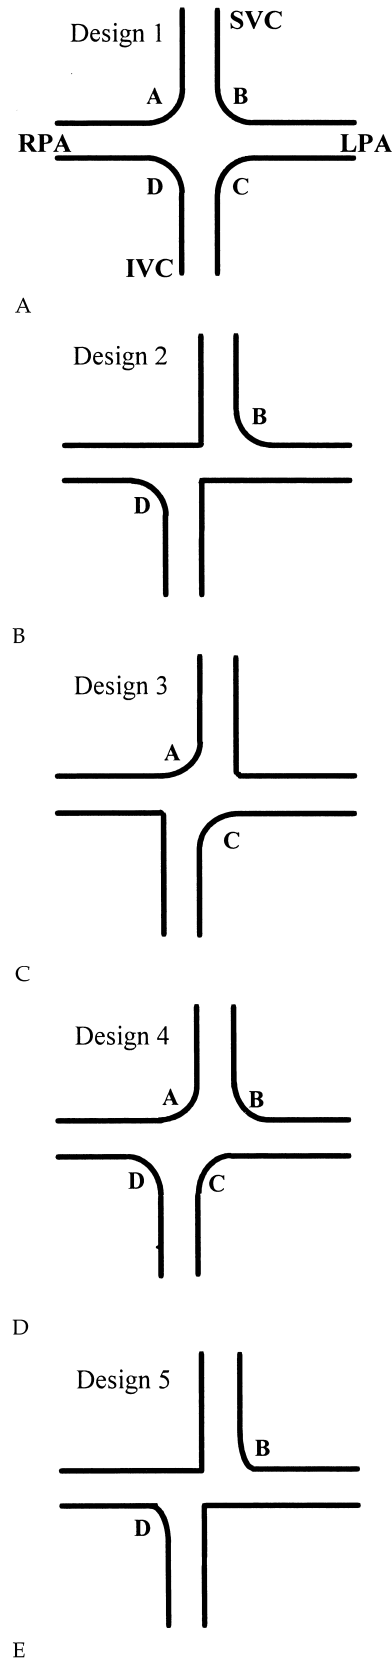 Design 1
SVC
A B
RPA LPA
D C
IVC
A
Design 2
B
D
B
Design 3
A
C
C
Design 4
A B
D C
D
Design 5
B
D
E